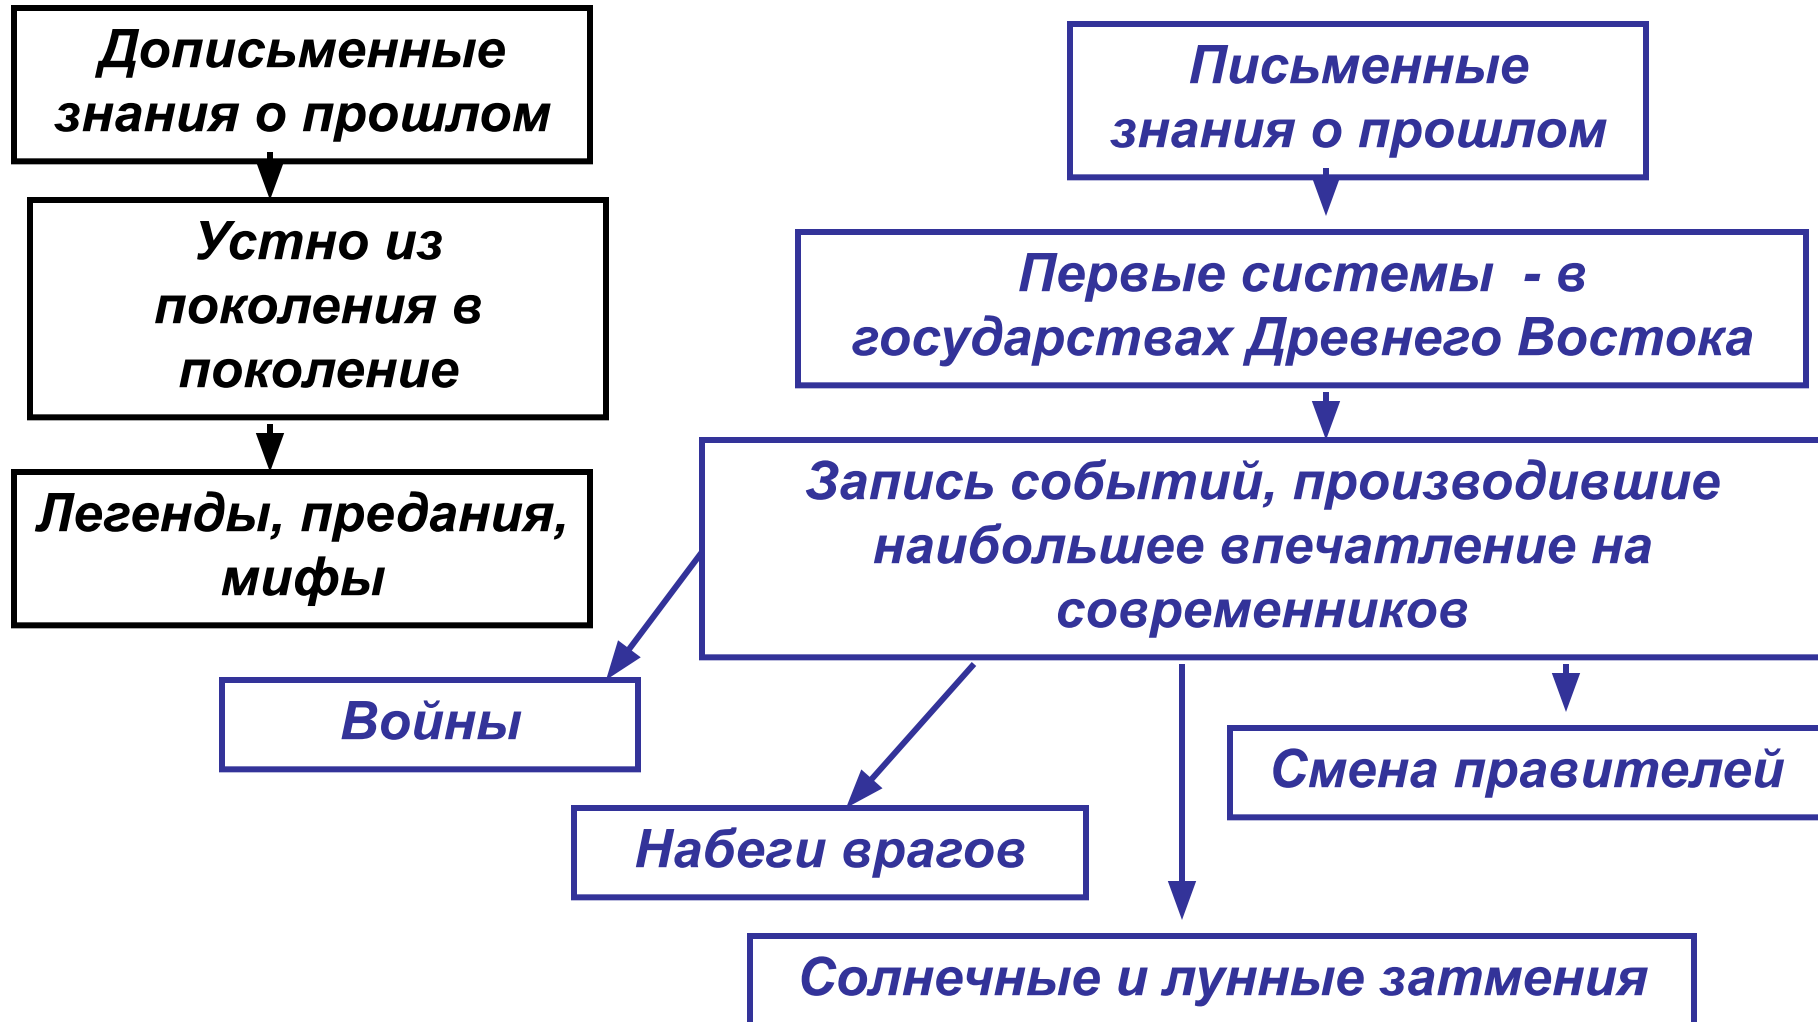 Дописьменные
знания о прошлом
Устно из
поколения в
поколение
Легенды, предания,
мифы
Письменные
знания о прошлом
Первые системы - в
государствах Древнего Востока
Запись событий, производившие
наибольшее впечатление на
современников
Войны
Набеги врагов
Солнечные и лунные затмения
Смена правителей